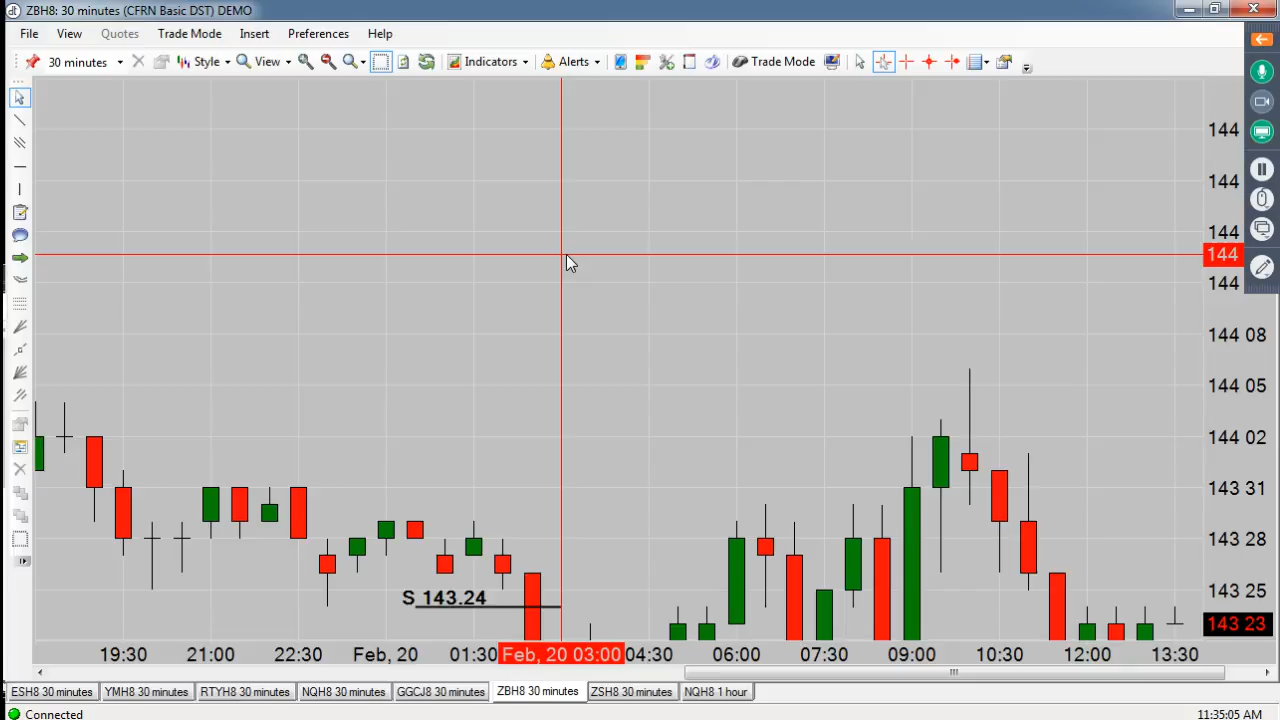 ZBH8: 30 minutes (CFRN Basic DST) DEMO
File View Quotes Trade Mode Insert Preferences Help
30 minutes Style View Indicators Alerts Trade Mode
144
144
144
144
144
144 08
144 05
144 02
143 31
143 28
143 25
143 23
S 143.24
19:30 21:00 22:30 Feb, 20 01:30 Feb, 20 03:00 04:30 06:00 07:30 09:00 10:30 12:00 13:30
ESH8 30 minutes YMH8 30 minutes RTYH8 30 minutes NQH8 30 minutes GGCJ8 30 minutes ZBH8 30 minutes ZSH8 30 minutes NQH8 1 hour
Connected 11:35:05 AM